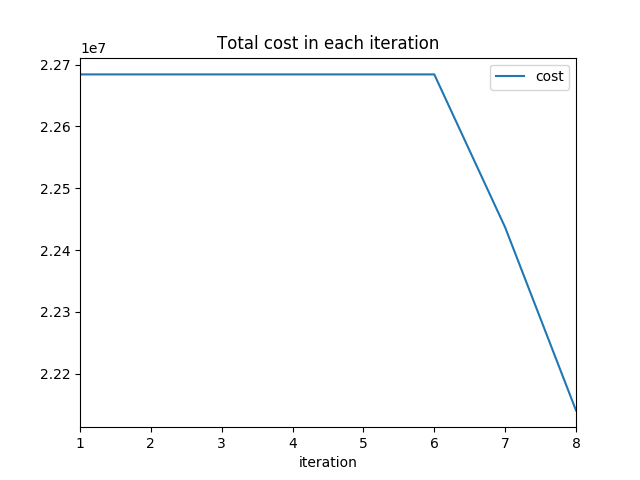 Total cost in each iteration
1e7
cost
2.27
2.26
2.25
2.24
2.23
2.22
1 2 3 4 5 6 7 8
iteration